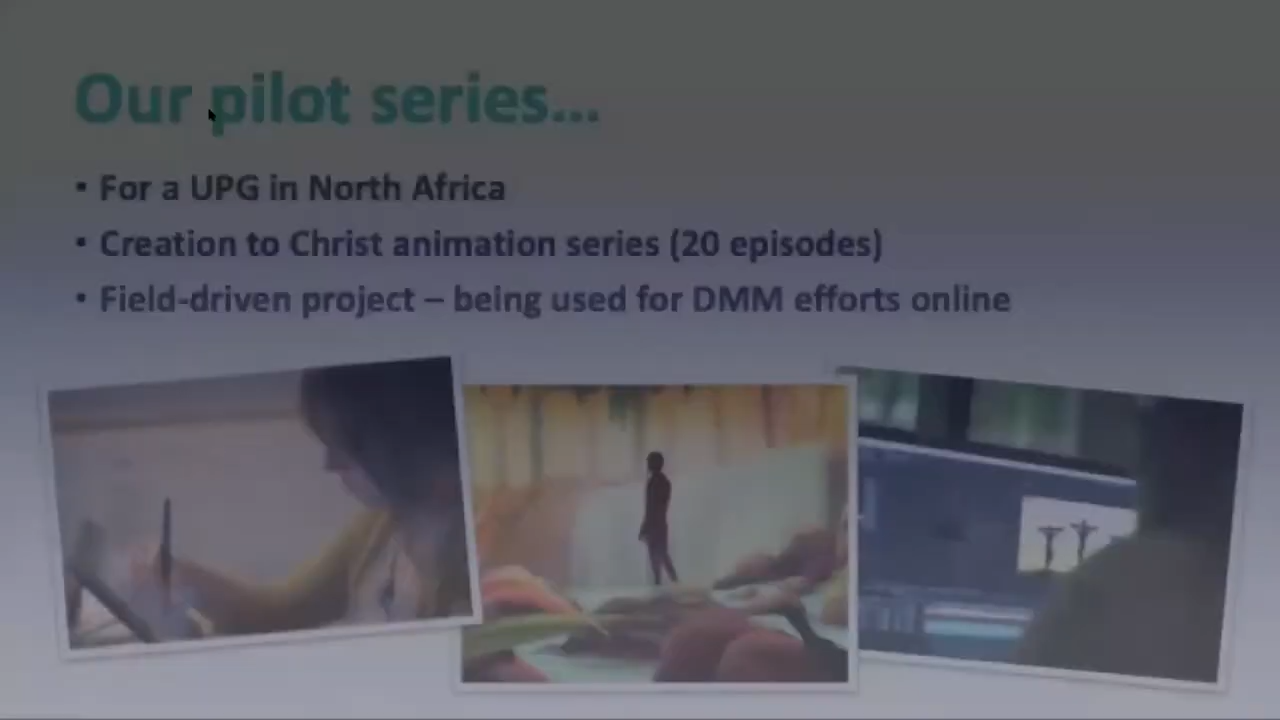 Our pilot series...
• For a UPG in North Africa
• Creation to Christ animation series (20 episodes)
• Field-driven project – being used for DMM efforts online